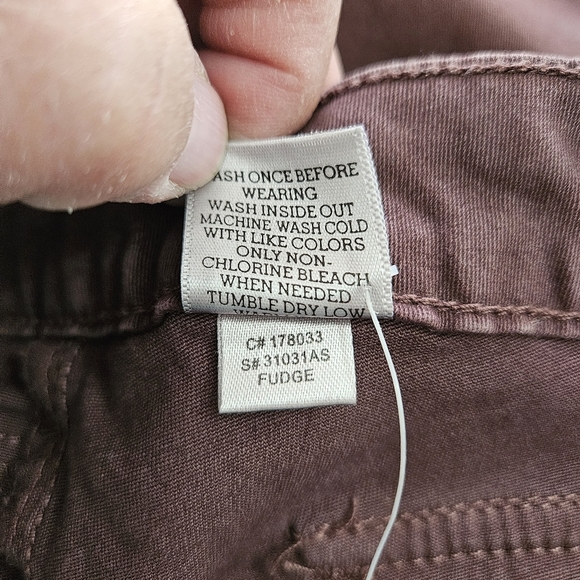 ASH ONCE BEFORE
WEARING
WASH INSIDE OUT
MACHINE WASH COLD
WITH LIKE COLORS
ONLY NON-
CHLORINE BLEACH
WHEN NEEDED
TUMBLE DRY LOW
C# 178033
S# 31031AS
FUDGE